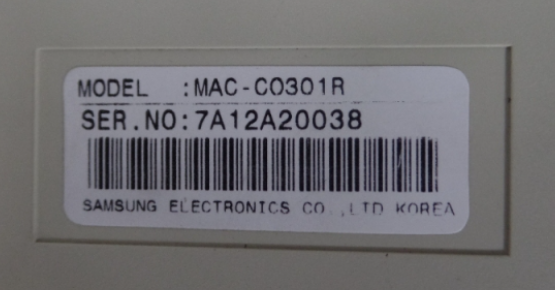 MODEL :MAC-C0301R
SER.NO:7A12A20038
SAMSUNG ELECTRONICS CO.,LTD KOREA